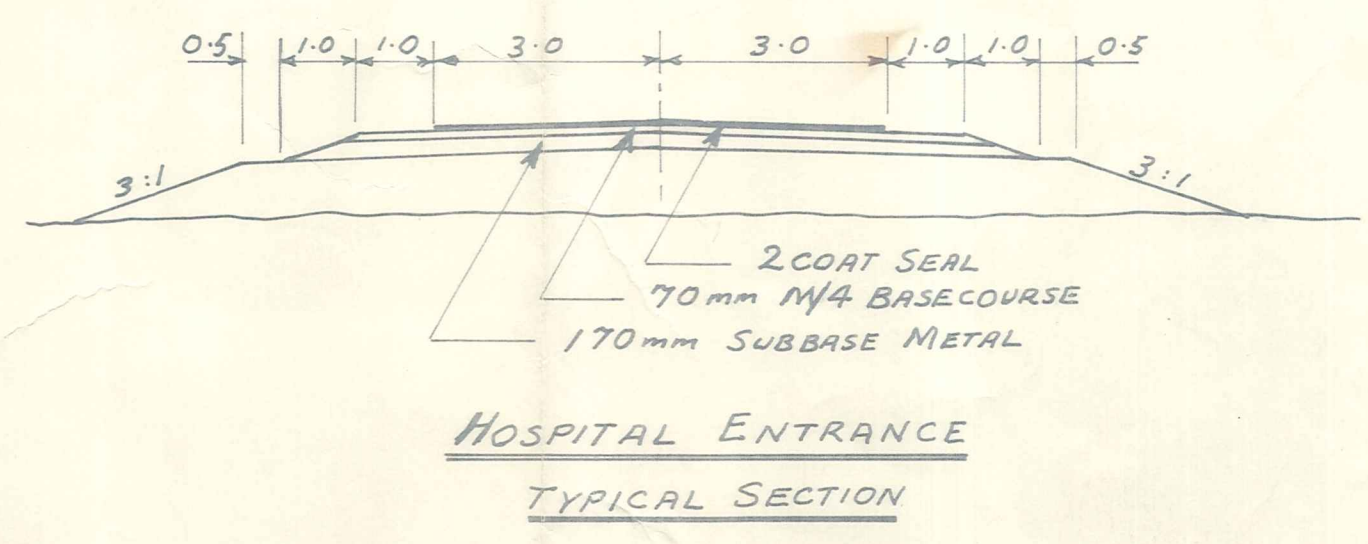 0·5 1·0 1·0 3·0 3·0 1·0 1·0 0·5
3:1 3:1
2 COAT SEAL
70mm M/4 BASECOURSE
170mm SUBBASE METAL
HOSPITAL ENTRANCE
TYPICAL SECTION